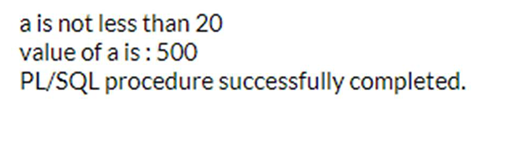 a is not less than 20
value of a is : 500
PL/SQL procedure successfully completed.